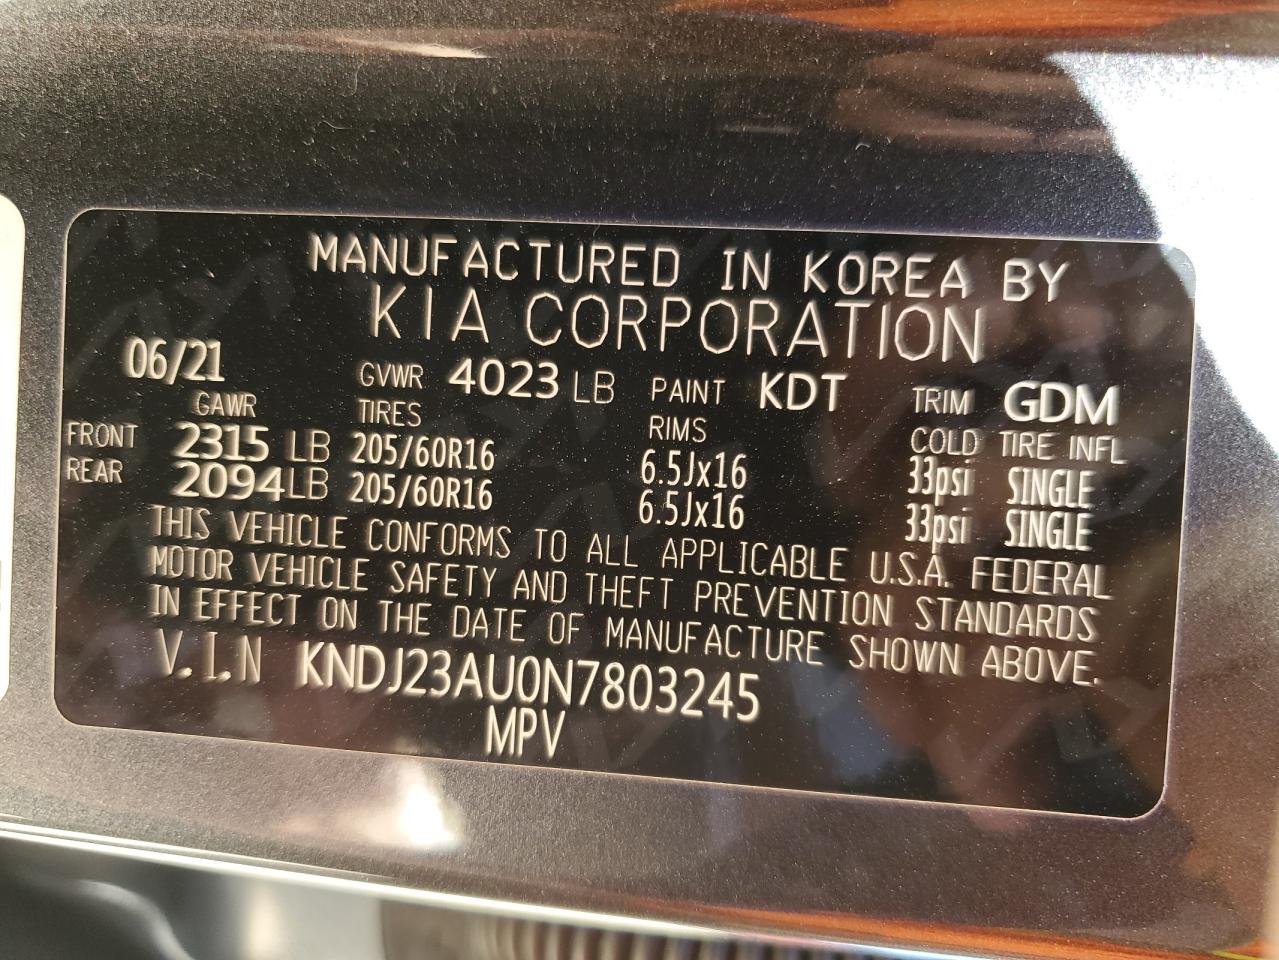 MANUFACTURED IN KOREA BY
KIA CORPORATION
06/21 GVWR 4023 LB PAINT KDT TRIM GDM
GAWR TIRES RIMS COLD TIRE INFL
FRONT 2315 LB 205/60R16 6.5Jx16 33psi SINGLE
REAR 2094 LB 205/60R16 6.5Jx16 33psi SINGLE
THIS VEHICLE CONFORMS TO ALL APPLICABLE U.S.A. FEDERAL
MOTOR VEHICLE SAFETY AND THEFT PREVENTION STANDARDS
IN EFFECT ON THE DATE OF MANUFACTURE SHOWN ABOVE.
V.I.N KNDJ23AU0N7803245
MPV